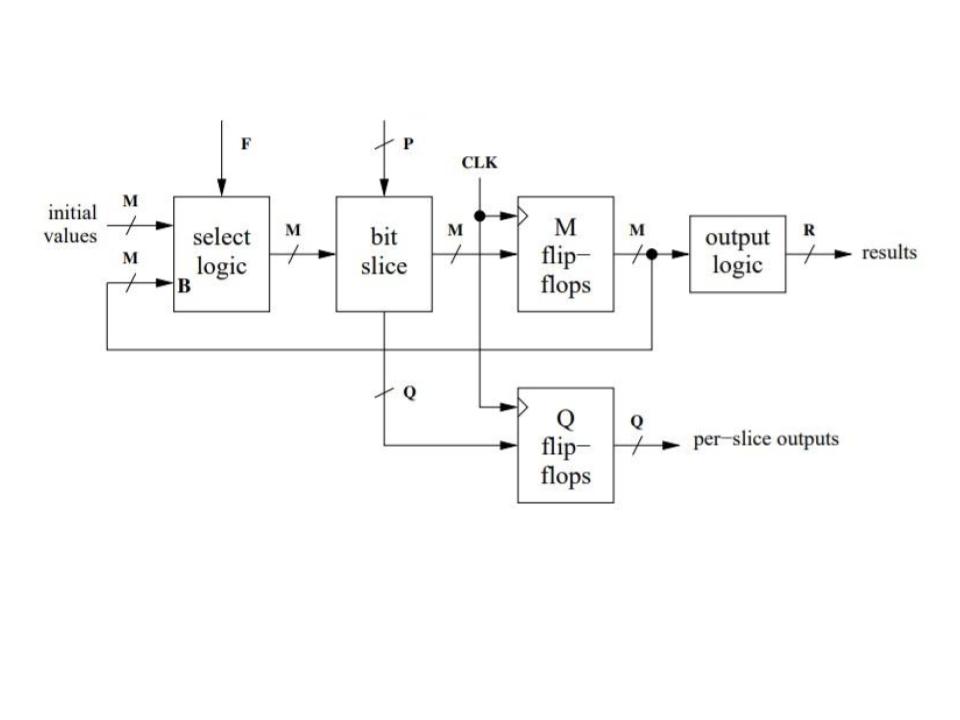 F
P
CLK
initial
values
M
M
B
select
logic
M
bit
slice
M
M
flip-
flops
M
output
logic
R
results
Q
Q
flip-
flops
Q
per-slice outputs